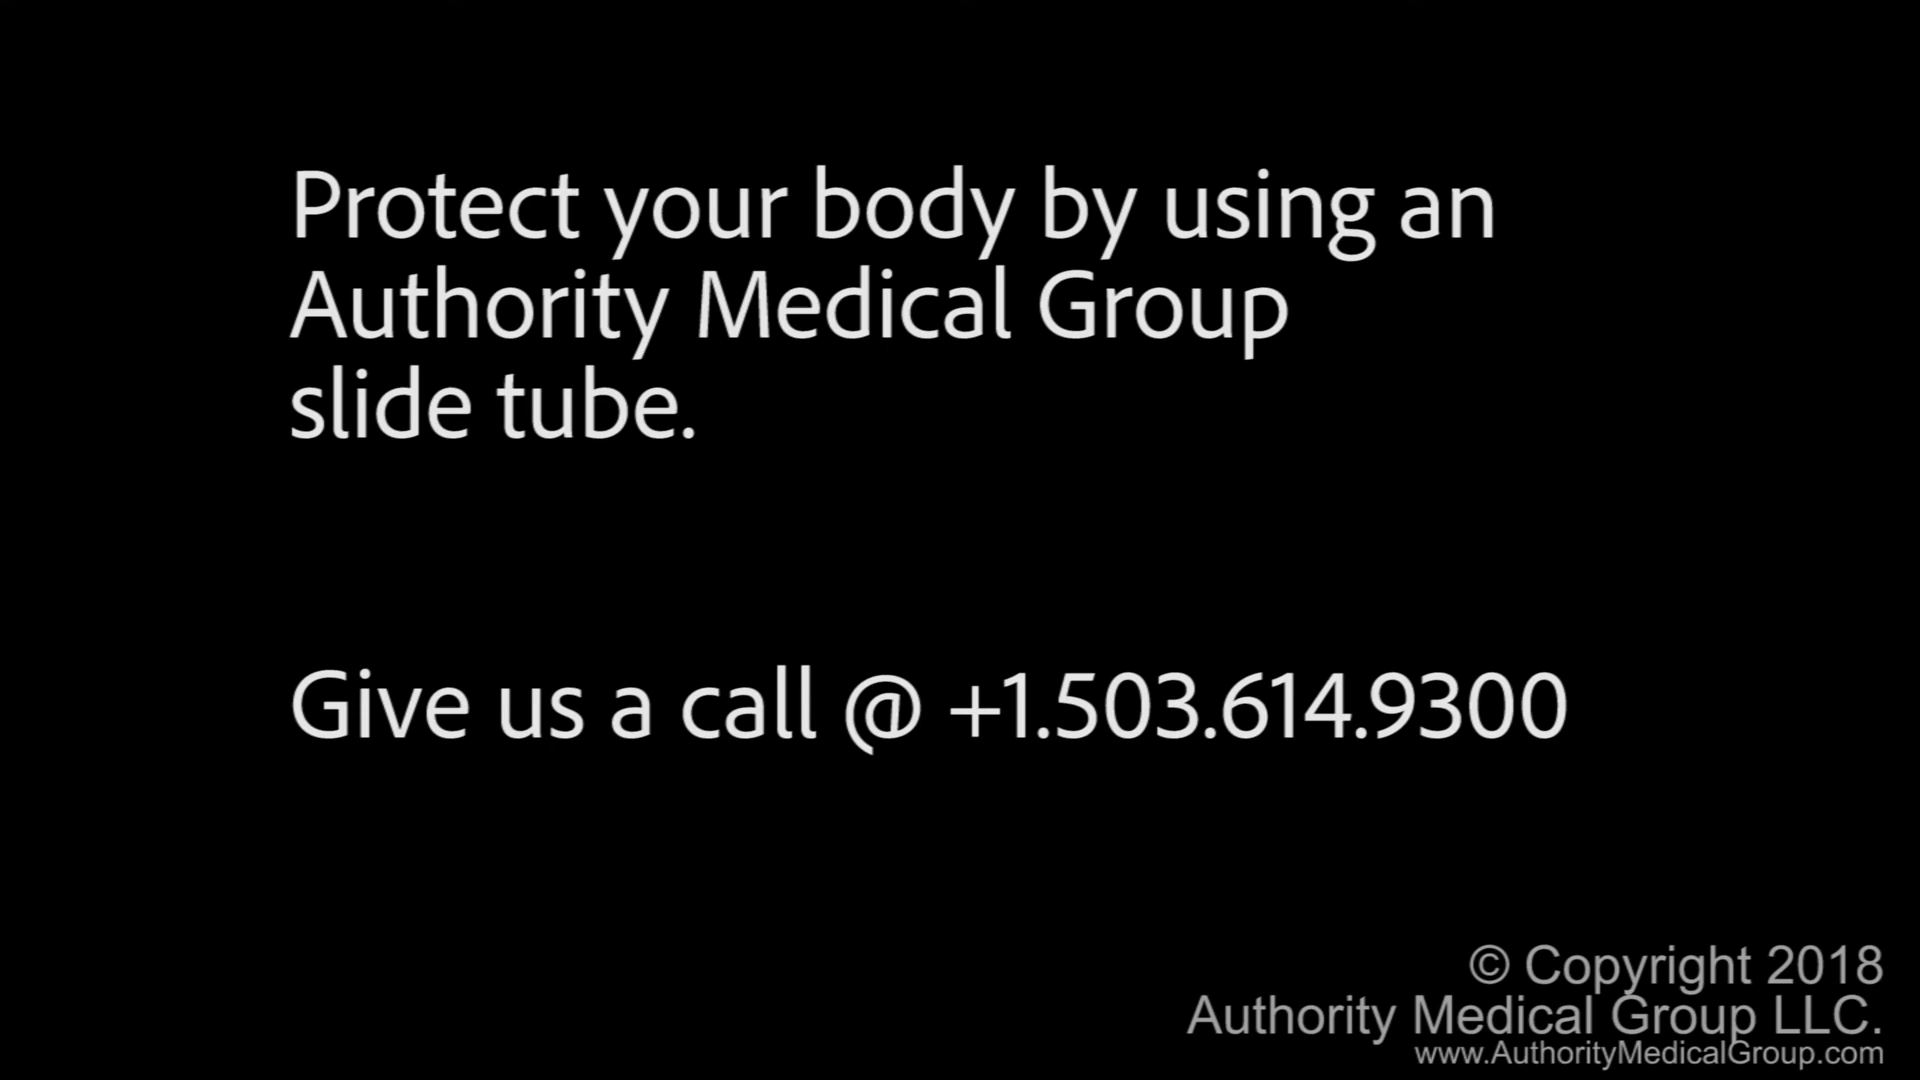 Protect your body by using an
Authority Medical Group
slide tube.
Give us a call @ +1.503.614.9300
© Copyright 2018
Authority Medical Group LLC.
www.AuthorityMedicalGroup.com